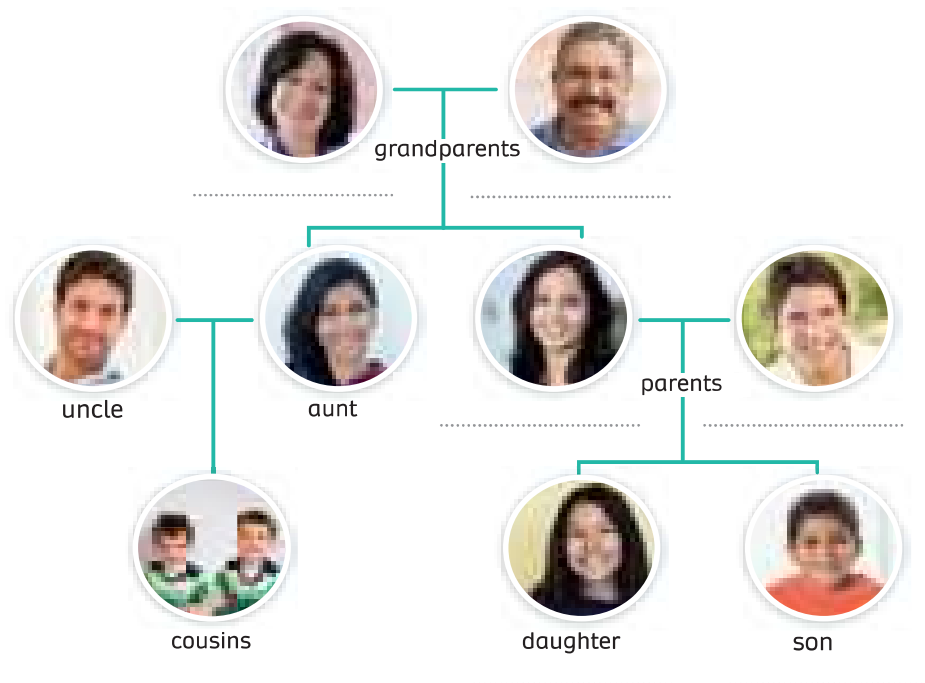 grandparents
uncle
aunt
parents
cousins
daughter
son